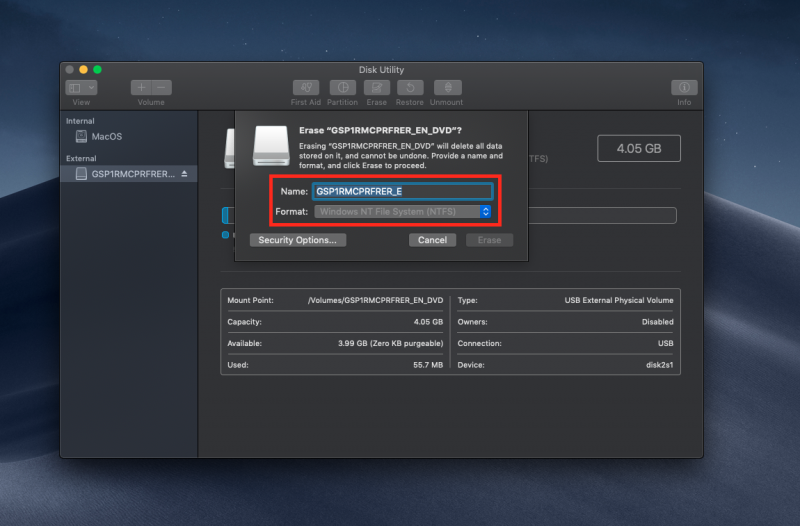 Disk Utility
View
Volume
First Aid
Partition
Erase
Restore
Unmount
Info
Internal
MacOS
External
GSP1RMCPRFRER...
Erase “GSP1RMCPRFRER_EN_DVD”?
Erasing “GSP1RMCPRFRER_EN_DVD” will delete all data
stored on it, and cannot be undone. Provide a name and
format, and click Erase to proceed.
TFS)
4.05 GB
Name: GSP1RMCPRFRER_E
Format: Windows NT File System (NTFS)
Security Options...
Cancel
Erase
Mount Point: /Volumes/GSP1RMCPRFRER_EN_DVD
Type: USB External Physical Volume
Capacity: 4.05 GB
Owners: Disabled
Available: 3.99 GB (Zero KB purgeable)
Connection: USB
Used: 55.7 MB
Device: disk2s1